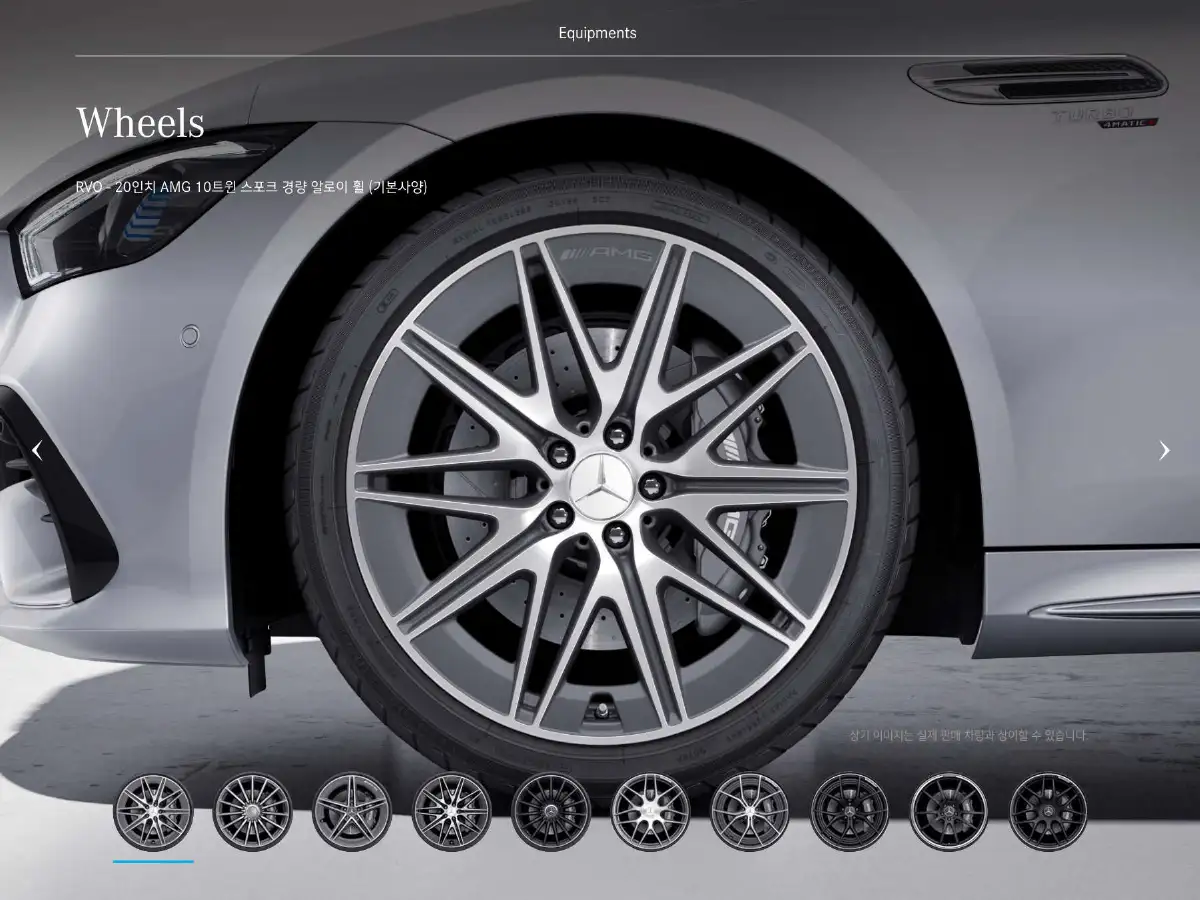 Equipments
Wheels
RVO - 20인치 AMG 10트윈 스포크 경량 알로이 휠 (기본사양)
TURBO
4MATIC+
AMG
상기 이미지는 실제 판매 차량과 상이할 수 있습니다.